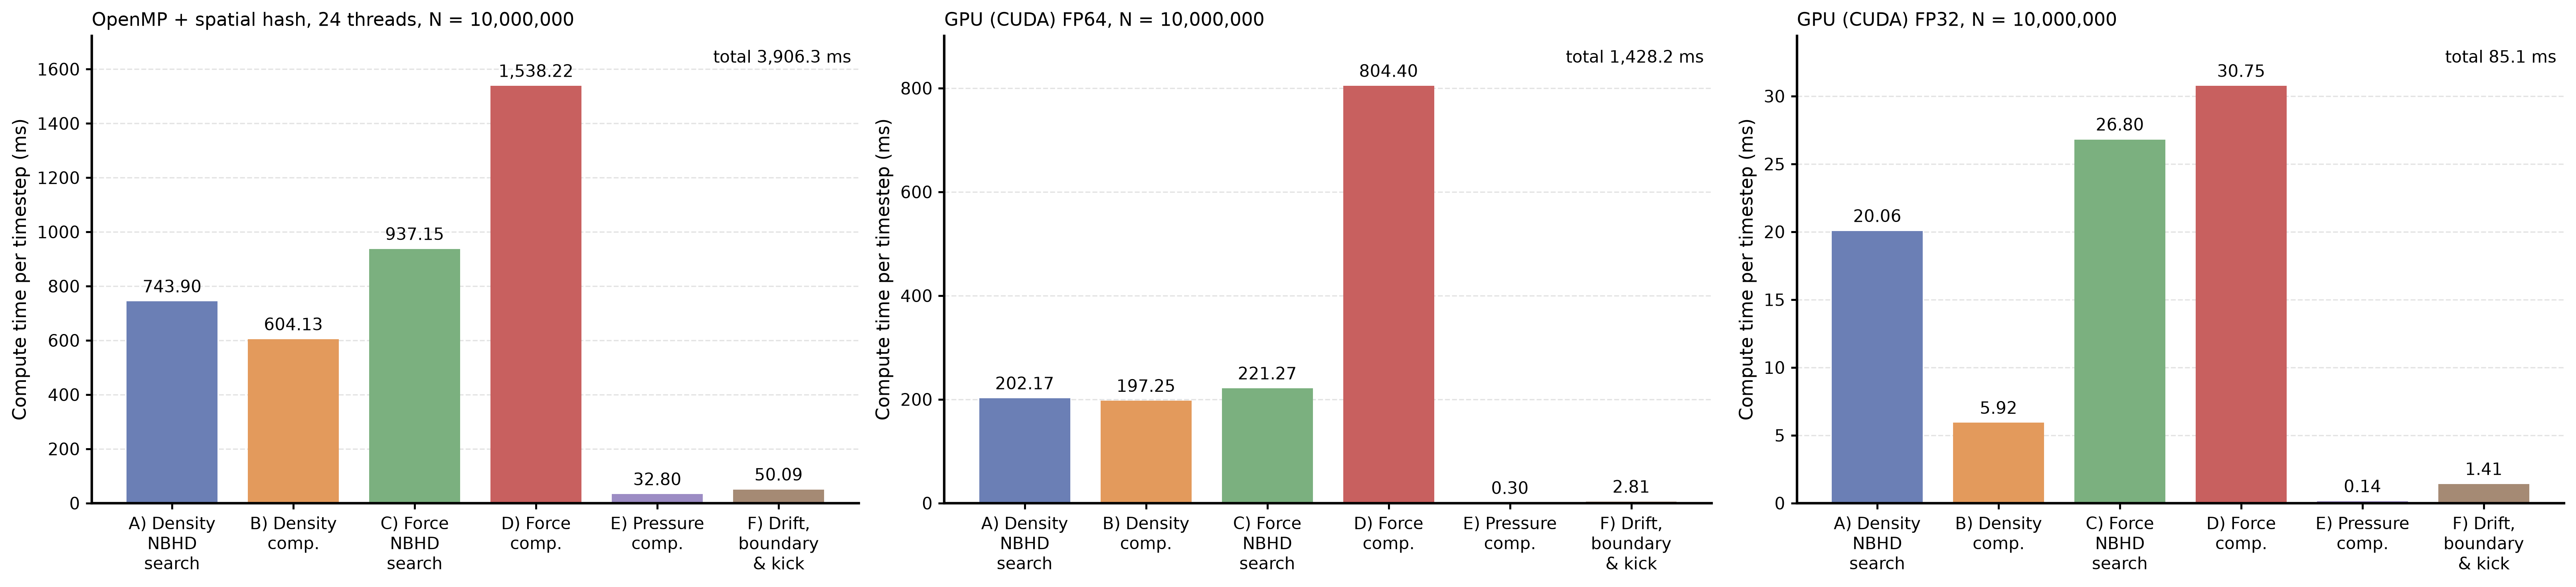 OpenMP + spatial hash, 24 threads, N = 10,000,000
total 3,906.3 ms
Compute time per timestep (ms)
1600
1400
1200
1000
800
600
400
200
0
743.90
604.13
937.15
1,538.22
32.80
50.09
A) Density
NBHD
search
B) Density
comp.
C) Force
NBHD
search
D) Force
comp.
E) Pressure
comp.
F) Drift,
boundary
& kick
GPU (CUDA) FP64, N = 10,000,000
total 1,428.2 ms
Compute time per timestep (ms)
800
600
400
200
0
202.17
197.25
221.27
804.40
0.30
2.81
A) Density
NBHD
search
B) Density
comp.
C) Force
NBHD
search
D) Force
comp.
E) Pressure
comp.
F) Drift,
boundary
& kick
GPU (CUDA) FP32, N = 10,000,000
total 85.1 ms
Compute time per timestep (ms)
30
25
20
15
10
5
0
20.06
5.92
26.80
30.75
0.14
1.41
A) Density
NBHD
search
B) Density
comp.
C) Force
NBHD
search
D) Force
comp.
E) Pressure
comp.
F) Drift,
boundary
& kick